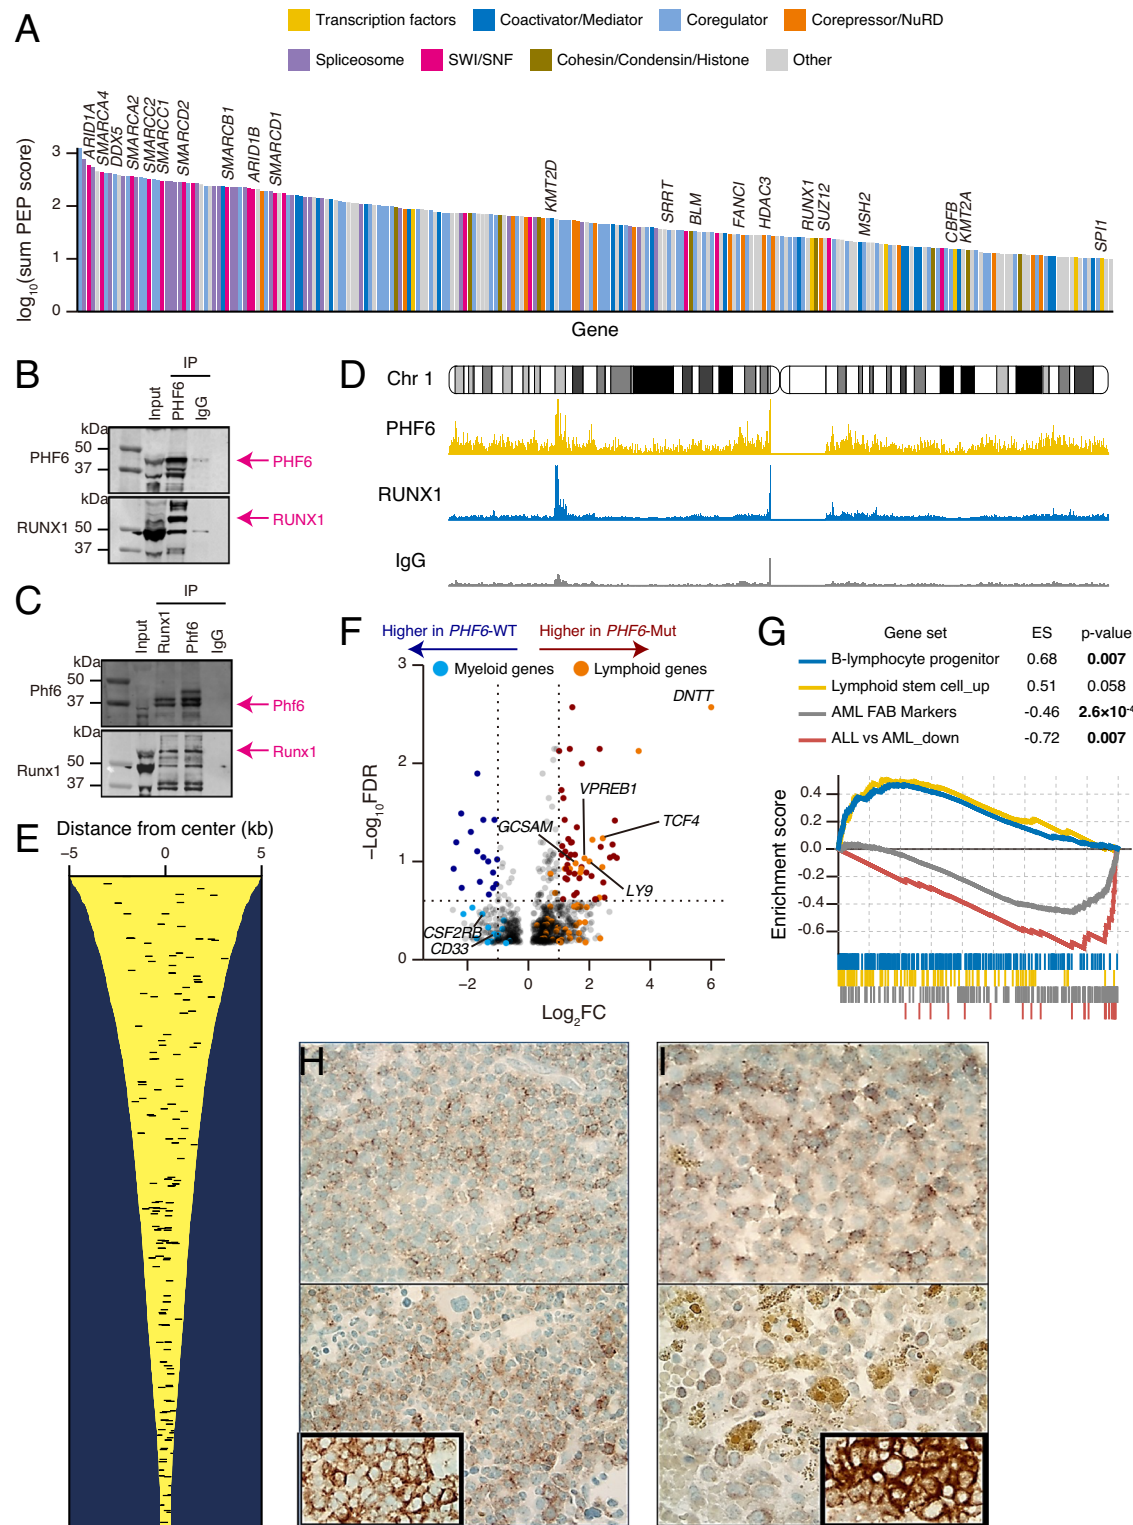 A
Transcription factors
Coactivator/Mediator
Coregulator
Corepressor/NuRD
Spliceosome
SWI/SNF
Cohesin/Condensin/Histone
Other
log10(sum PEP score)
3
2
1
0
ARID1A
SMARCA4
DDX5
SMARCA2
SMARCC2
SMARCC1
SMARCD2
SMARCB1
ARID1B
SMARCD1
KMT2D
SRRT
BLM
FANCI
HDAC3
RUNX1
SUZ12
MSH2
CBFB
KMT2A
SPI1
Gene
B
IP
Input
PHF6
IgG
kDa
50
37
PHF6
PHF6
kDa
RUNX1
50
37
RUNX1
C
IP
Input
Runx1
Phf6
IgG
kDa
50
37
Phf6
Phf6
kDa
50
37
Runx1
Runx1
D
Chr 1
PHF6
RUNX1
IgG
E
Distance from center (kb)
−5
0
5
F
Higher in PHF6-WT
Higher in PHF6-Mut
Myeloid genes
Lymphoid genes
3
2
1
0
−Log10FDR
DNTT
VPREB1
GCSAM
TCF4
LY9
CSF2RB
CD33
−2
0
2
4
6
Log2FC
G
Gene set
ES
p-value
B-lymphocyte progenitor 0.68 0.007
Lymphoid stem cell_up 0.51 0.058
AML FAB Markers -0.46 2.6×10-4
ALL vs AML_down -0.72 0.007
Enrichment score
0.4
0.2
0.0
-0.2
-0.4
-0.6
H
I